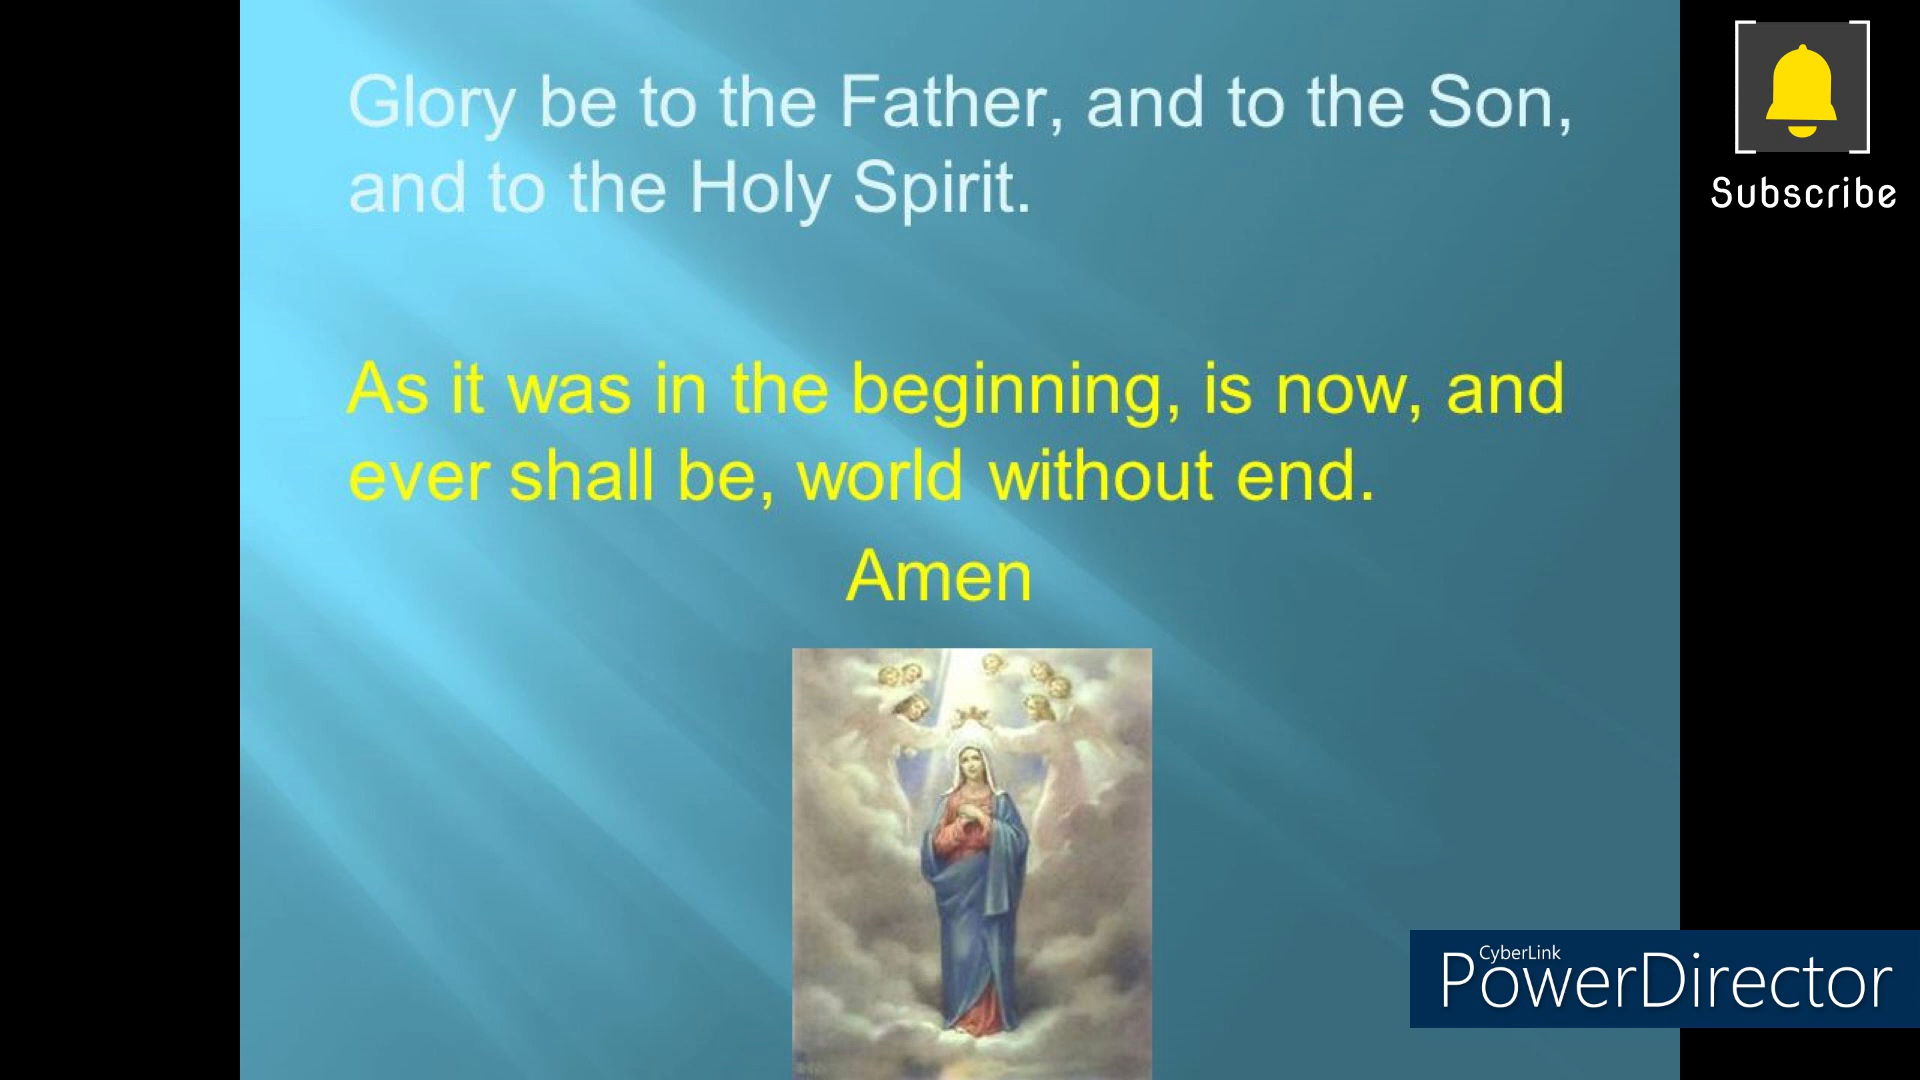 Glory be to the Father, and to the Son,
and to the Holy Spirit.
As it was in the beginning, is now, and
ever shall be, world without end.
Amen
Subscribe
CyberLink
PowerDirector